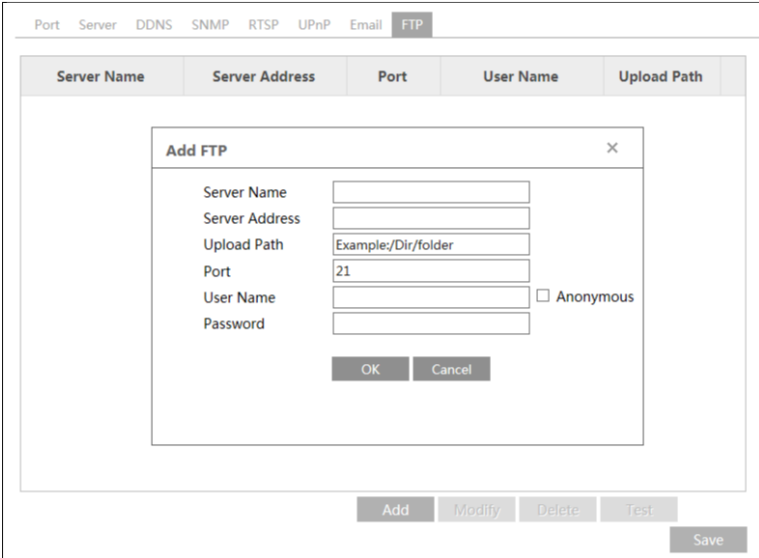 Port Server DDNS SNMP RTSP UPnP Email FTP
Server Name Server Address Port User Name Upload Path
Add FTP ×
Server Name
Server Address
Upload Path Example:/Dir/folder
Port 21
User Name Anonymous
Password
OK Cancel
Add Modify Delete Test
Save